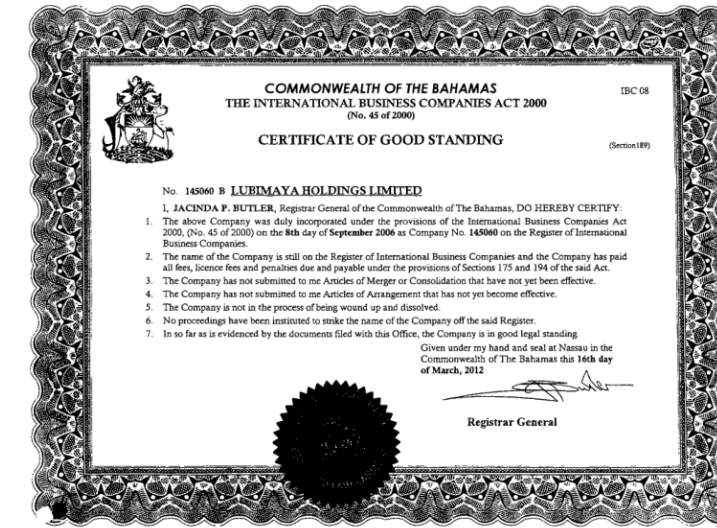 COMMONWEALTH OF THE BAHAMAS
IBC 08
THE INTERNATIONAL BUSINESS COMPANIES ACT 2000
(No. 45 of 2000)
CERTIFICATE OF GOOD STANDING
(Section189)
No. 145060 B LUBIMAYA HOLDINGS LIMITED
I, JACINDA P. BUTLER, Registrar General of the Commonwealth of The Bahamas, DO HEREBY CERTIFY:
1. The above Company was duly incorporated under the provisions of the International Business Companies Act
2000, (No. 45 of 2000) on the 8th day of September 2006 as Company No. 145060 on the Register of International
Business Companies.
2. The name of the Company is still on the Register of International Business Companies and the Company has paid
all fees, licence fees and penalties due and payable under the provisions of Sections 175 and 194 of the said Act.
3. The Company has not submitted to me Articles of Merger or Consolidation that have not yet been effective.
4. The Company has not submitted to me Articles of Arrangement that has not yet become effective.
5. The Company is not in the process of being wound up and dissolved.
6. No proceedings have been instituted to strike the name of the Company off the said Register.
7. In so far as is evidenced by the documents filed with this Office, the Company is in good legal standing.
Given under my hand and seal at Nassau in the
Commonwealth of The Bahamas this 16th day
of March, 2012
Registrar General